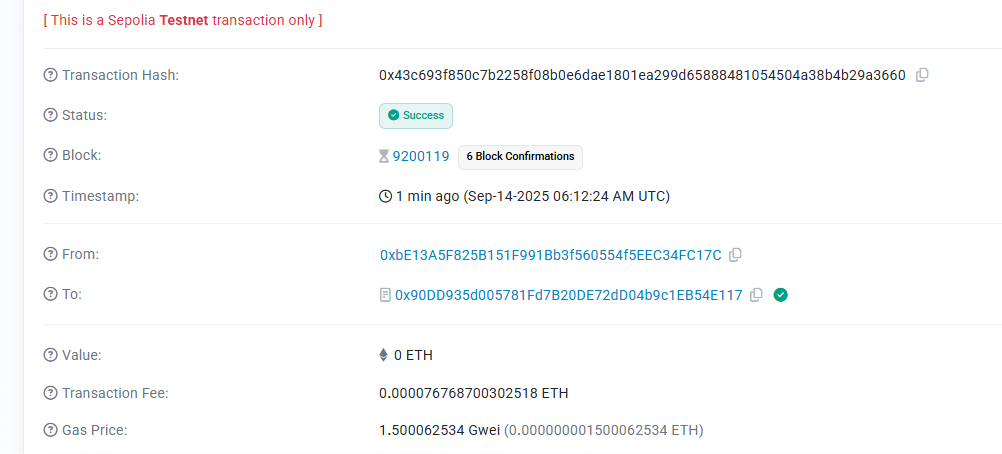 [ This is a Sepolia Testnet transaction only ]
Transaction Hash: 0x43c693f850c7b2258f08b0e6dae1801ea299d65888481054504a38b4b29a3660
Status: Success
Block: 9200119 6 Block Confirmations
Timestamp: 1 min ago (Sep-14-2025 06:12:24 AM UTC)
From: 0xbE13A5F825B151F991Bb3f560554f5EEC34FC17C
To: 0x90DD935d005781Fd7B20DE72dD04b9c1EB54E117
Value: 0 ETH
Transaction Fee: 0.000076768700302518 ETH
Gas Price: 1.500062534 Gwei (0.000000001500062534 ETH)